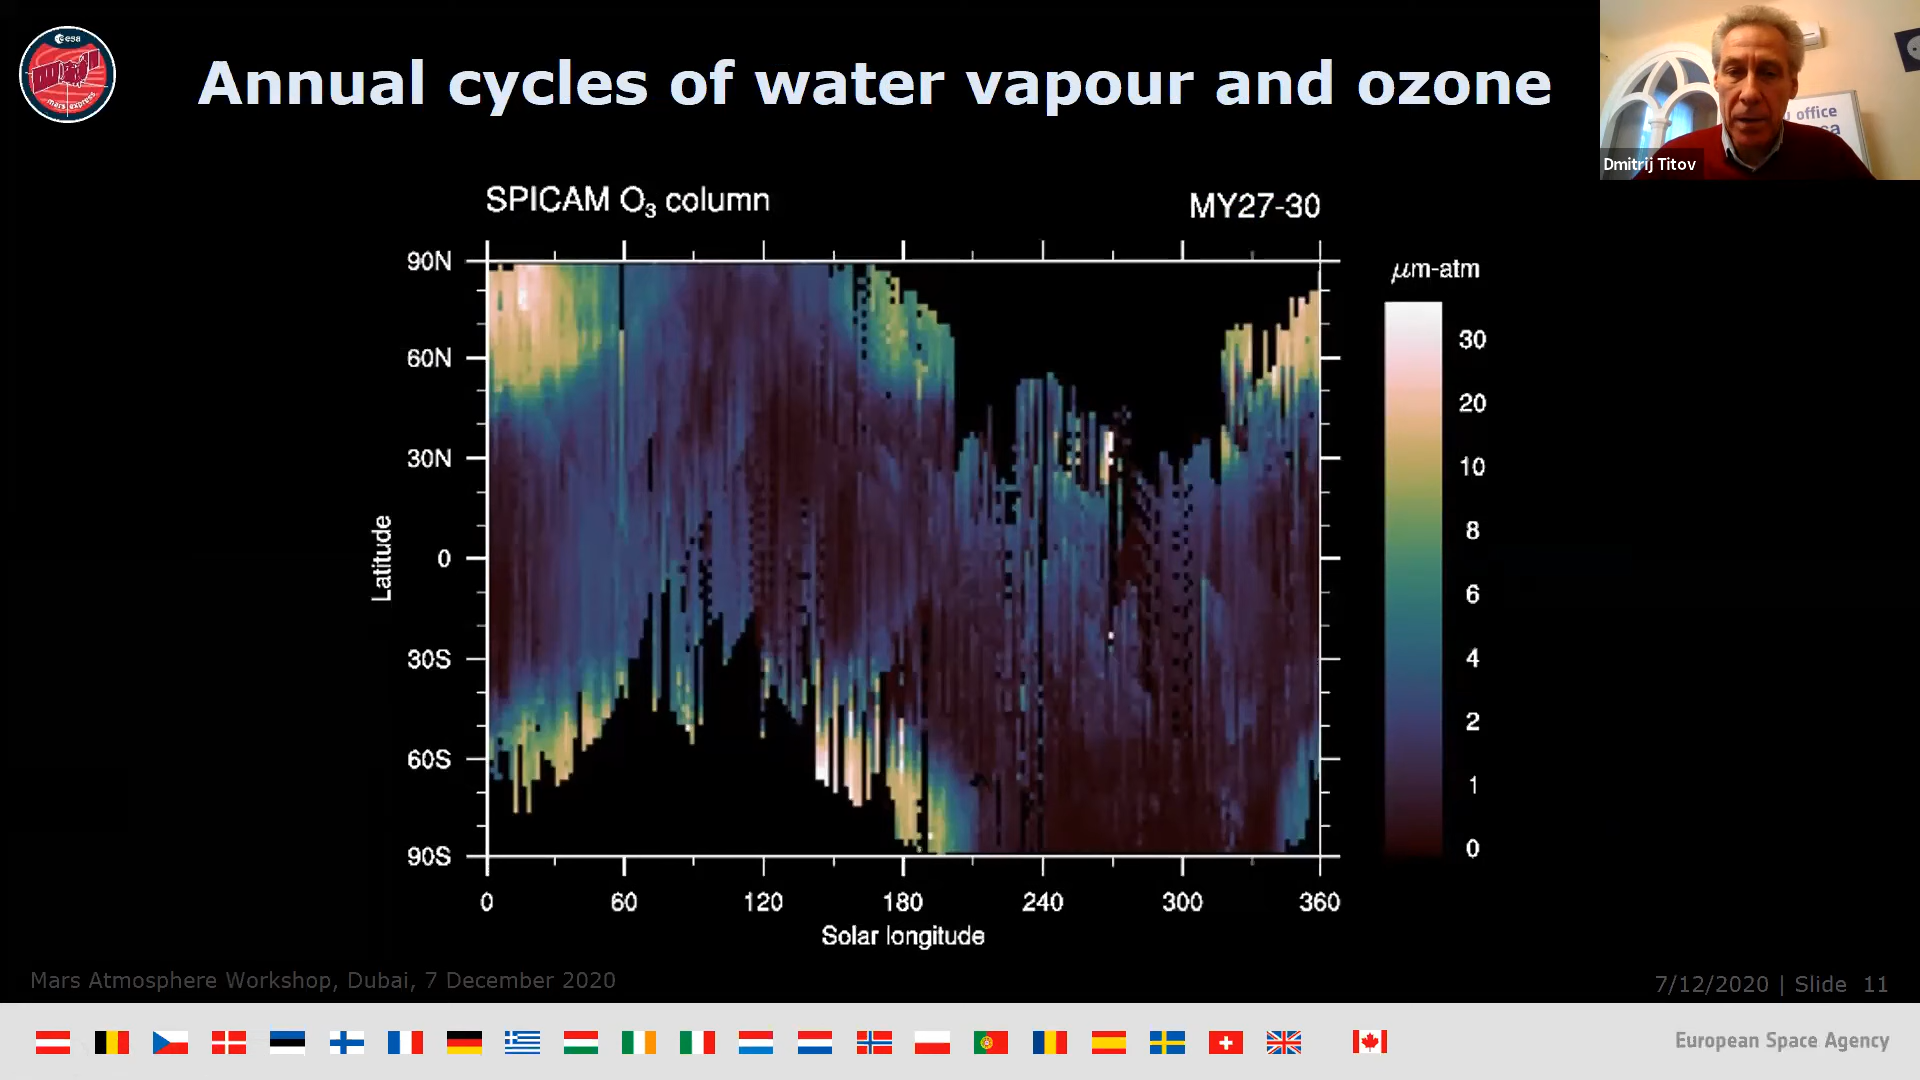 esa
mars express
Annual cycles of water vapour and ozone
office
Dmitrij Titov
SPICAM O₃ column
MY27-30
90N
60N
30N
0
30S
60S
90S
Latitude
0 60 120 180 240 300 360
Solar longitude
μm-atm
30
20
10
8
6
4
2
1
0
Mars Atmosphere Workshop, Dubai, 7 December 2020
7/12/2020 | Slide 11
European Space Agency